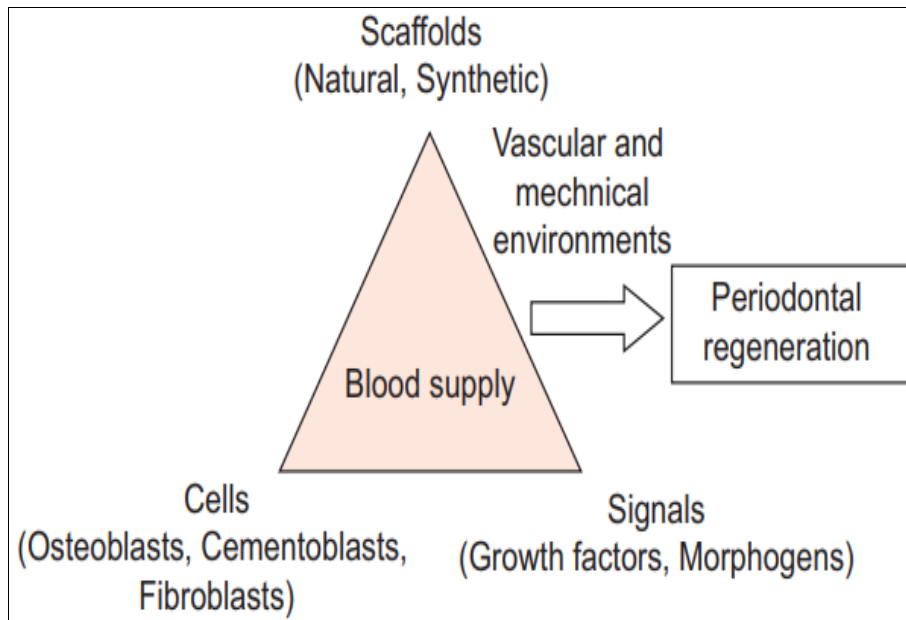 Scaffolds
(Natural, Synthetic)
Vascular and
mechnical
environments
Periodontal
regeneration
Blood supply
Cells
(Osteoblasts, Cementoblasts,
Fibroblasts)
Signals
(Growth factors, Morphogens)